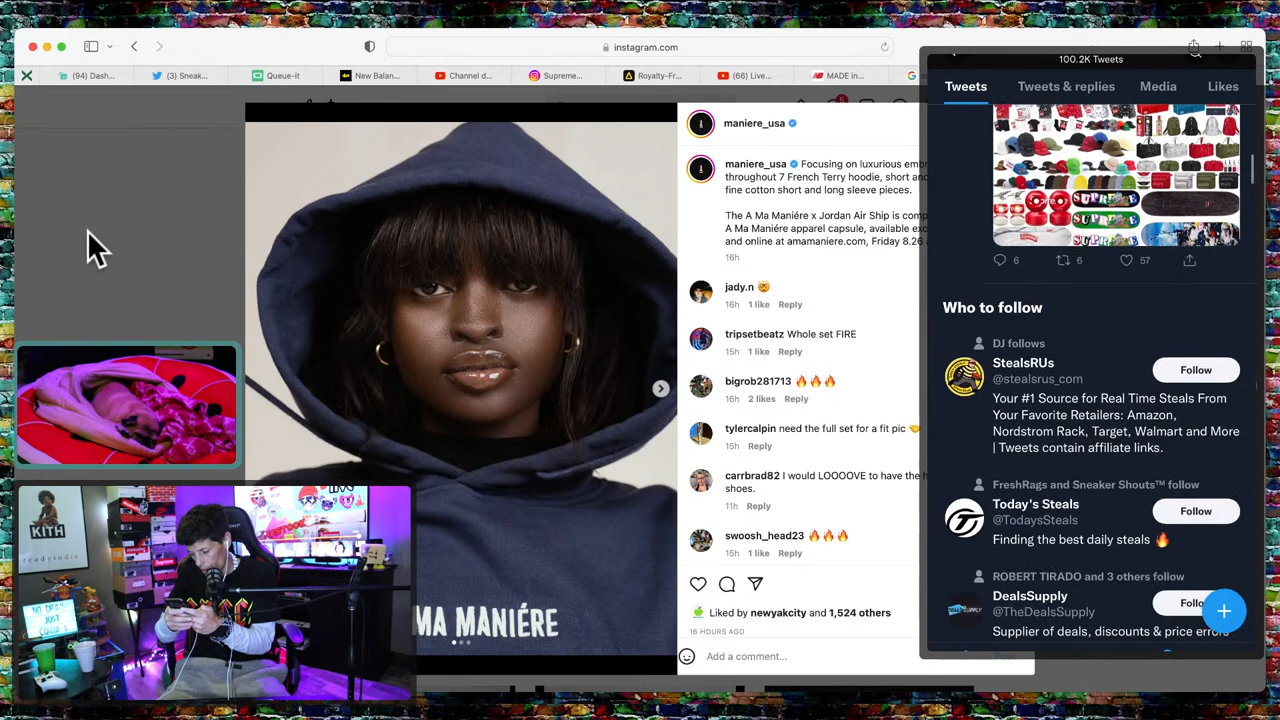 instagram.com
(94) Dash...
(3) Sneak...
Queue-it
New Balan...
Channel d...
Supreme...
Royalty-Fr...
(66) Live...
MADE in...
maniere_usa
maniere_usa Focusing on luxurious emb
throughout 7 French Terry hoodie, short an
fine cotton short and long sleeve pieces.
The A Ma Maniére x Jordan Air Ship is comp
A Ma Maniére apparel capsule, available exc
and online at amamaniere.com, Friday 8.26
16h
jady.n 🤯
16h 1 like Reply
tripsetbeatz Whole set FIRE
15h 1 like Reply
bigrob281713 🔥🔥🔥
16h 2 likes Reply
tylercalpin need the full set for a fit pic
15h Reply
carrbrad82 I would LOOOOVE to have the h
shoes.
11h Reply
swoosh_head23 🔥🔥🔥
15h 1 like Reply
Liked by newyakcity and 1,524 others
16 HOURS AGO
Add a comment...
MA MANIÉRE
100.2K Tweets
Tweets
Tweets & replies
Media
Likes
SUPREME
6
6
57
Who to follow
DJ follows
StealsRUs
@stealsrus_com
Follow
Your #1 Source for Real Time Steals From
Your Favorite Retailers: Amazon,
Nordstrom Rack, Target, Walmart and More
| Tweets contain affiliate links.
FreshRags and Sneaker Shouts™ follow
Today's Steals
@TodaysSteals
Follow
Finding the best daily steals 🔥
ROBERT TIRADO and 3 others follow
DealsSupply
@TheDealsSupply
Follo
Supplier of deals, discounts & price errors
KITH